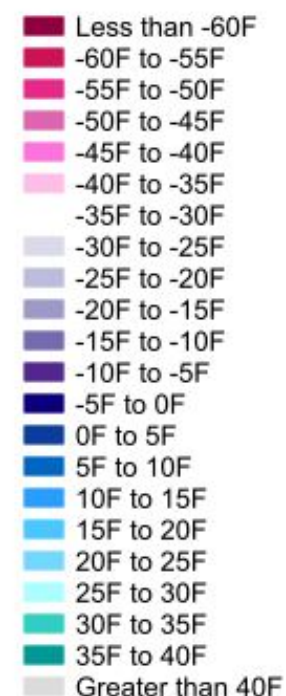 Less than -60F
-60F to -55F
-55F to -50F
-50F to -45F
-45F to -40F
-40F to -35F
-35F to -30F
-30F to -25F
-25F to -20F
-20F to -15F
-15F to -10F
-10F to -5F
-5F to 0F
0F to 5F
5F to 10F
10F to 15F
15F to 20F
20F to 25F
25F to 30F
30F to 35F
35F to 40F
Greater than 40F